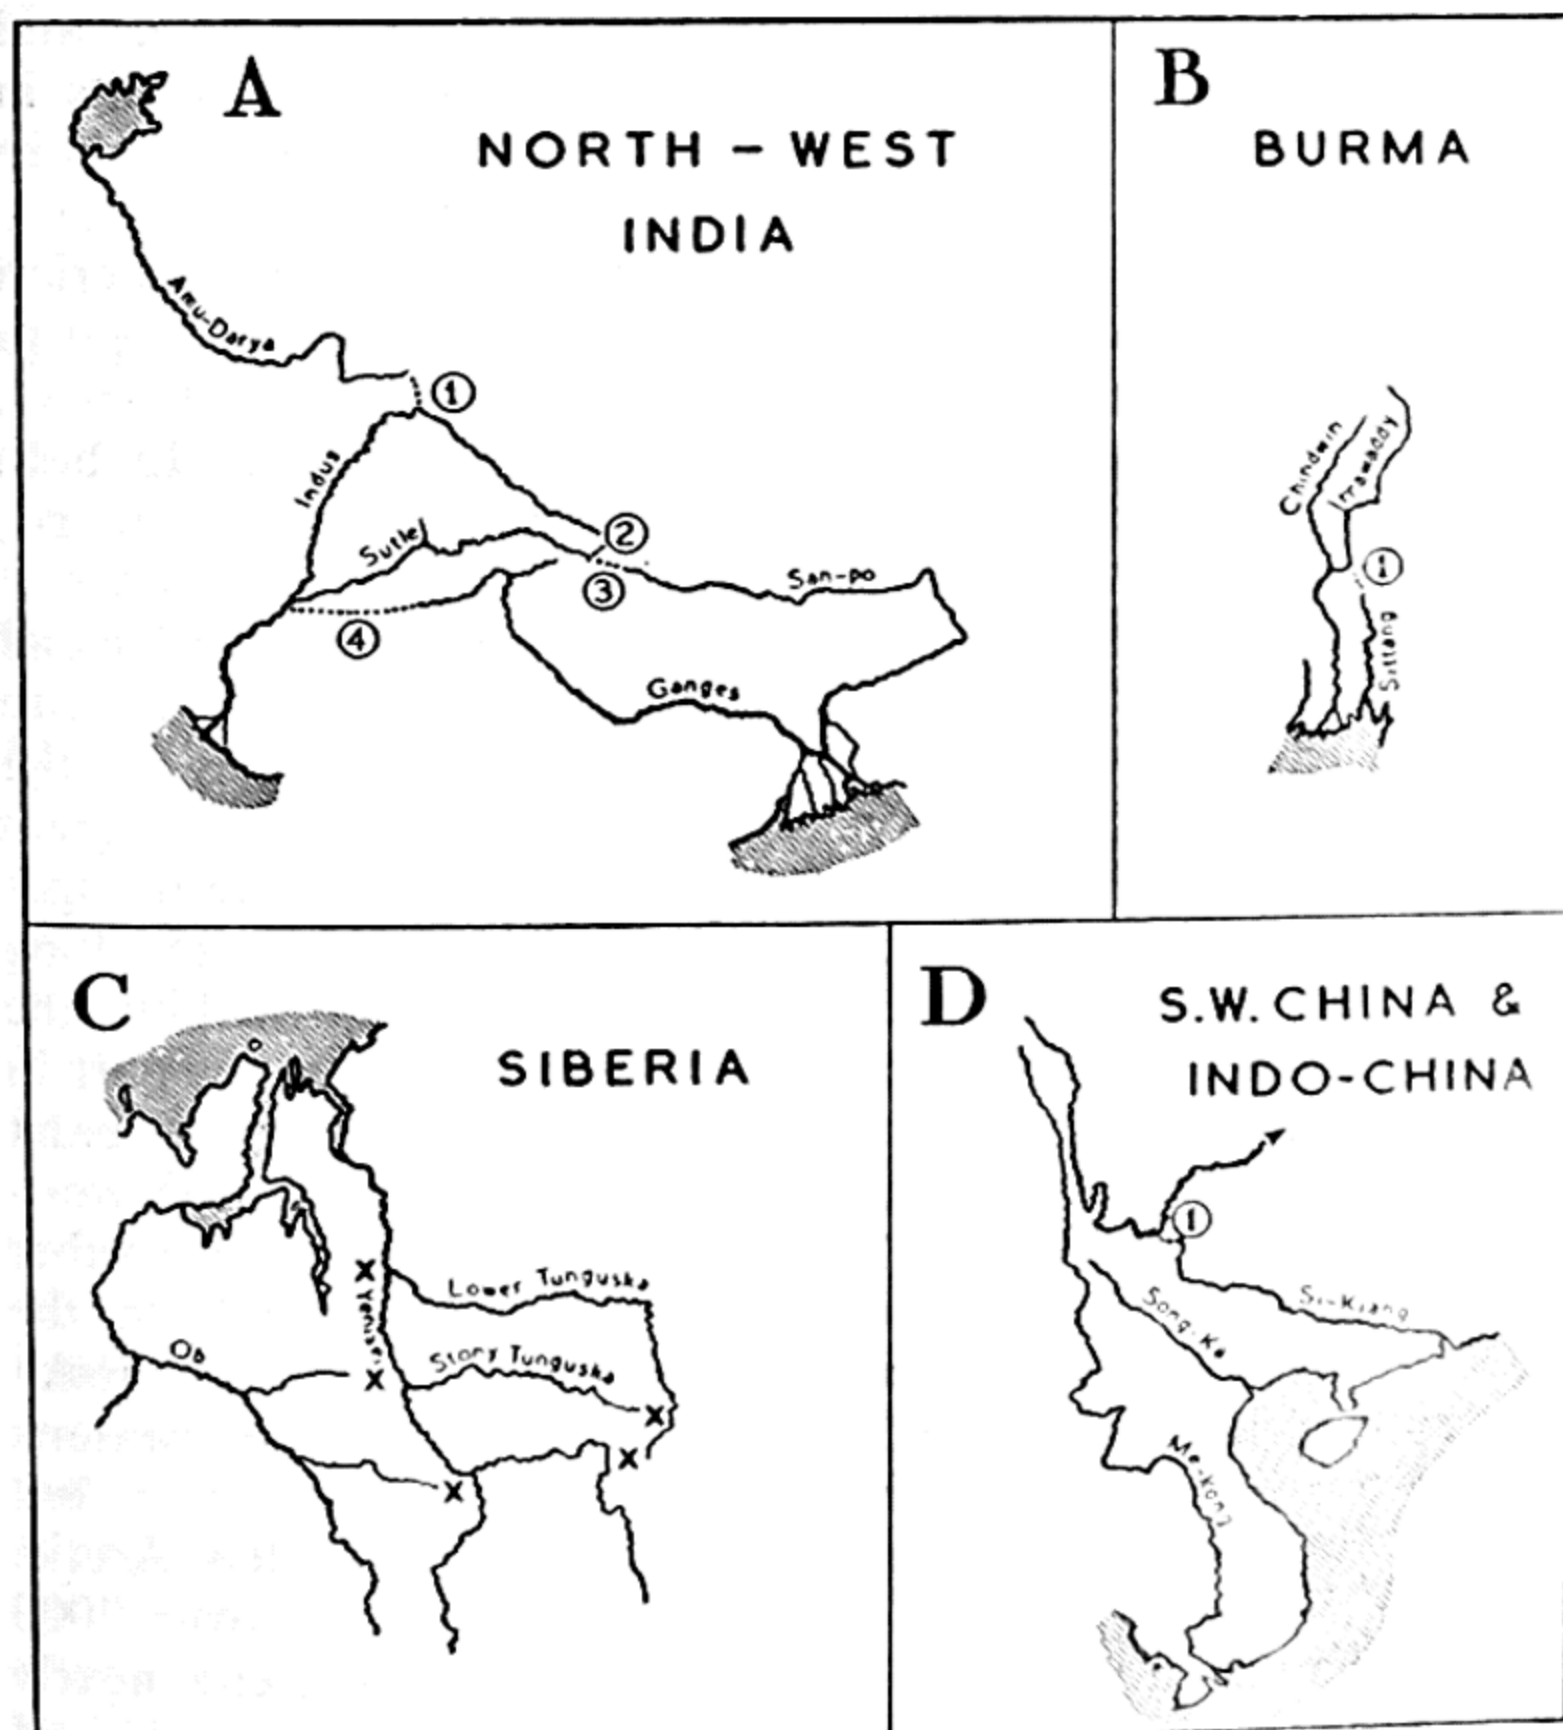 A
NORTH – WEST
INDIA
Amu-Darya
①
Indus
②
Sutlej
San-po
③
④
Ganges
B
BURMA
Chindwin
Irrawaddy
①
Sittang
C
SIBERIA
X
Lower Tunguska
Yenisei
Ob
Stony Tunguska
X
X
X
X
D
S.W. CHINA &
INDO-CHINA
①
Si-Kiang
Song-Ka
Me-kong